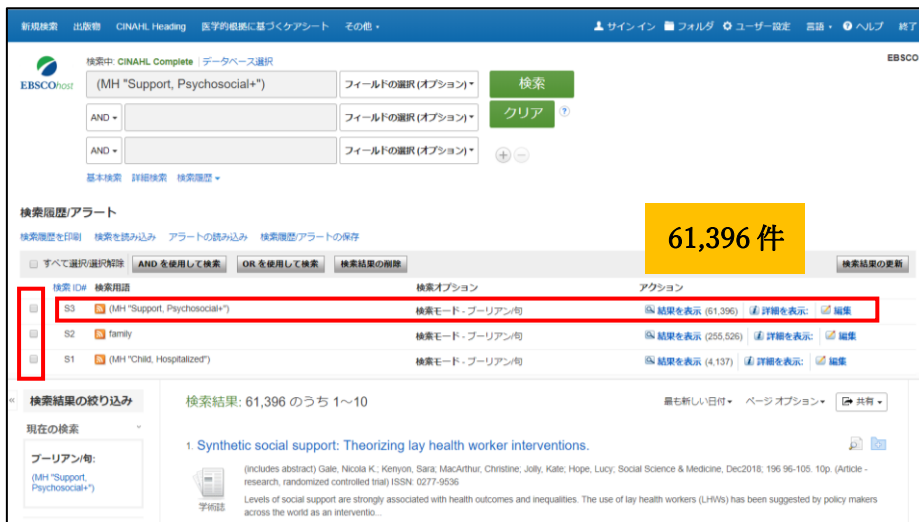 新規検索 出版物 CINAHL Heading 医学的根拠に基づくケアシート その他 サインイン フォルダ ユーザー設定 言語 ヘルプ 終了
検索中: CINAHL Complete データベース選択 EBSCO
EBSCOhost (MH "Support, Psychosocial+") フィールドの選択 (オプション) 検索
AND フィールドの選択 (オプション) クリア ?
AND フィールドの選択 (オプション)
基本検索 詳細検索 検索履歴
検索履歴/アラート
検索履歴を印刷 検索を読み込み アラートの読み込み 検索履歴/アラートの保存
61,396 件
すべて選択/選択解除 AND を使用して検索 OR を使用して検索 検索結果の削除 検索結果の更新
検索 ID# 検索用語 検索オプション アクション
S3 (MH "Support, Psychosocial+") 検索モード - ブーリアン/句 結果を表示 (61,396) 詳細を表示: 編集
S2 family 検索モード - ブーリアン/句 結果を表示 (255,526) 詳細を表示: 編集
S1 (MH "Child, Hospitalized") 検索モード - ブーリアン/句 結果を表示 (4,137) 詳細を表示: 編集
« 検索結果の絞り込み 検索結果: 61,396 のうち 1～10 最も新しい日付 ページ オプション 共有
現在の検索
ブーリアン/句:
(MH "Support,
Psychosocial+")
1. Synthetic social support: Theorizing lay health worker interventions.
(includes abstract) Gale, Nicola K.; Kenyon, Sara; MacArthur, Christine; Jolly, Kate; Hope, Lucy; Social Science & Medicine, Dec2018; 196 96-105. 10p. (Article -
research, randomized controlled trial) ISSN: 0277-9536
学術誌
Levels of social support are strongly associated with health outcomes and inequalities. The use of lay health workers (LHWs) has been suggested by policy makers
across the world as an interventio...